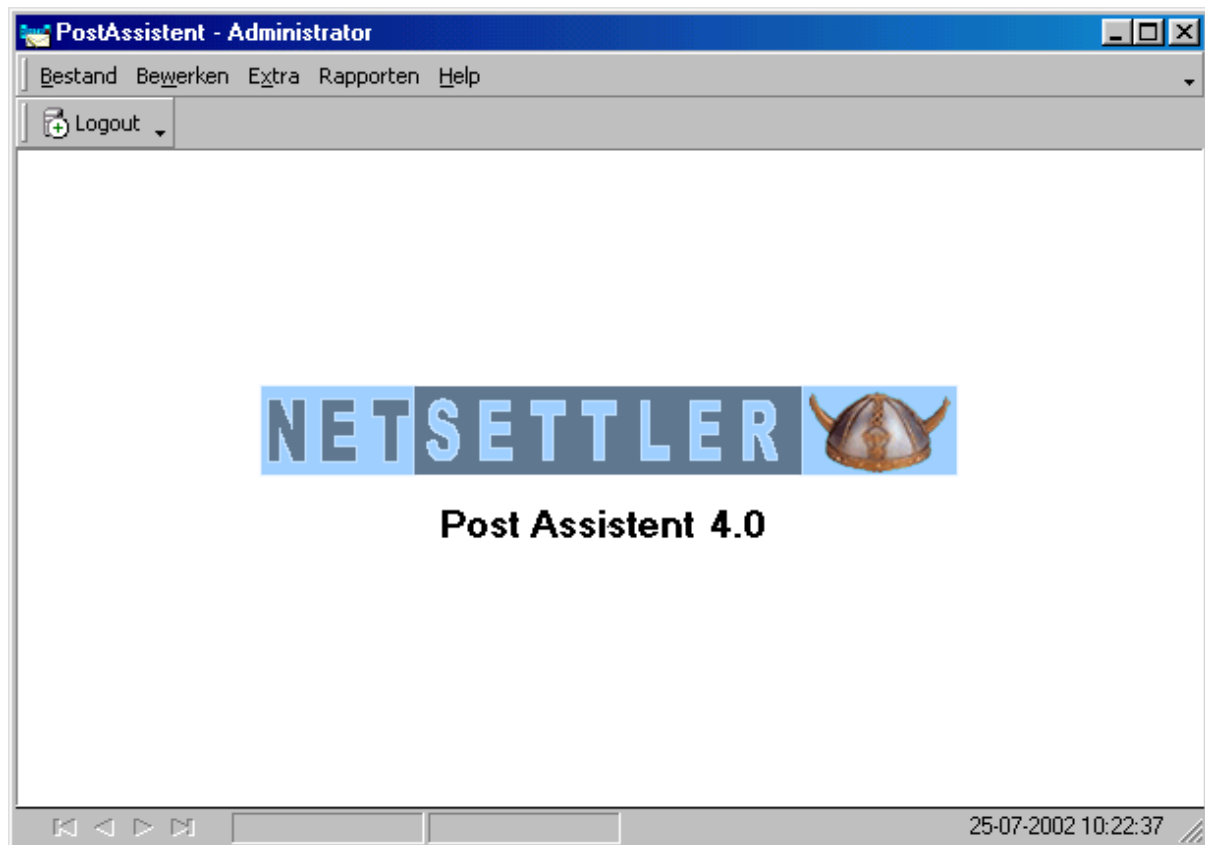 PostAssistent - Administrator
Bestand Bewerken Extra Rapporten Help
Logout
NETSETTLER
Post Assistent 4.0
25-07-2002 10:22:37